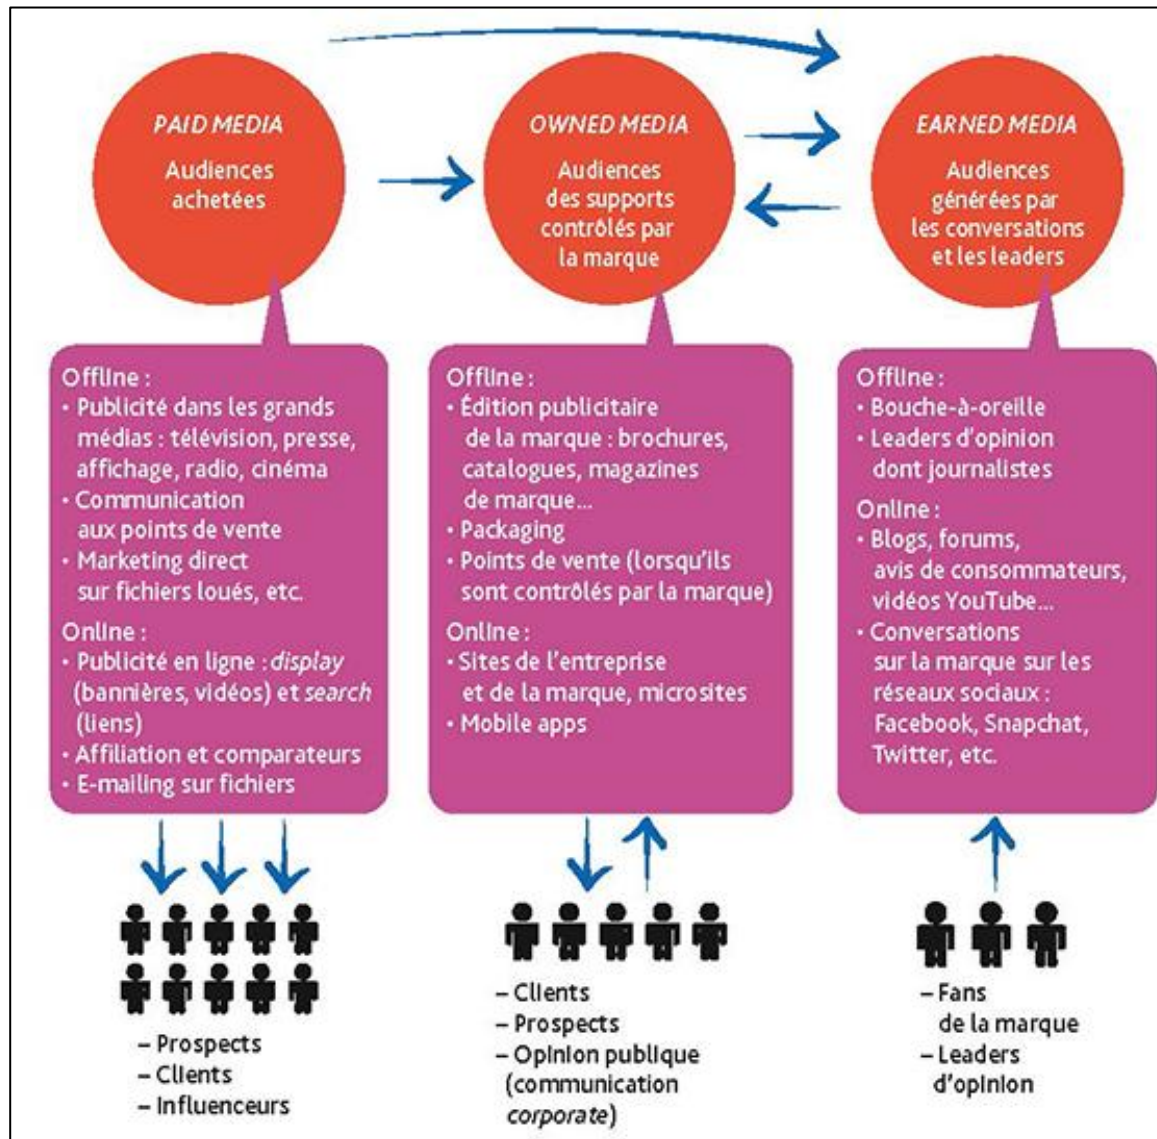 PAID MEDIA
Audiences
achetées
OWNED MEDIA
Audiences
des supports
contrôlés par
la marque
EARNED MEDIA
Audiences
générées par
les conversations
et les leaders
Offline :
• Publicité dans les grands
médias : télévision, presse,
affichage, radio, cinéma
• Communication
aux points de vente
• Marketing direct
sur fichiers loués, etc.
Online :
• Publicité en ligne : display
(bannières, vidéos) et search
(liens)
• Affiliation et comparateurs
• E-mailing sur fichiers
Offline :
• Édition publicitaire
de la marque : brochures,
catalogues, magazines
de marque...
• Packaging
• Points de vente (lorsqu'ils
sont contrôlés par la marque)
Online :
• Sites de l'entreprise
et de la marque, microsites
• Mobile apps
Offline :
• Bouche-à-oreille
• Leaders d'opinion
dont journalistes
Online :
• Blogs, forums,
avis de consommateurs,
vidéos YouTube...
• Conversations
sur la marque sur les
réseaux sociaux :
Facebook, Snapchat,
Twitter, etc.
– Prospects
– Clients
– Influenceurs
– Clients
– Prospects
– Opinion publique
(communication
corporate)
– Fans
de la marque
– Leaders
d'opinion